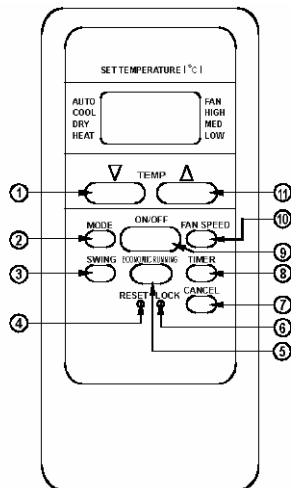 SET TEMPERATURE (°C)
AUTO FAN
COOL HIGH
DRY MED
HEAT LOW
TEMP
1 11
ON/OFF
10
MODE FAN SPEED
2 9
SWING ECONOMIC RUNNING TIMER
3 8
RESET LOCK CANCEL
7
4 6
5